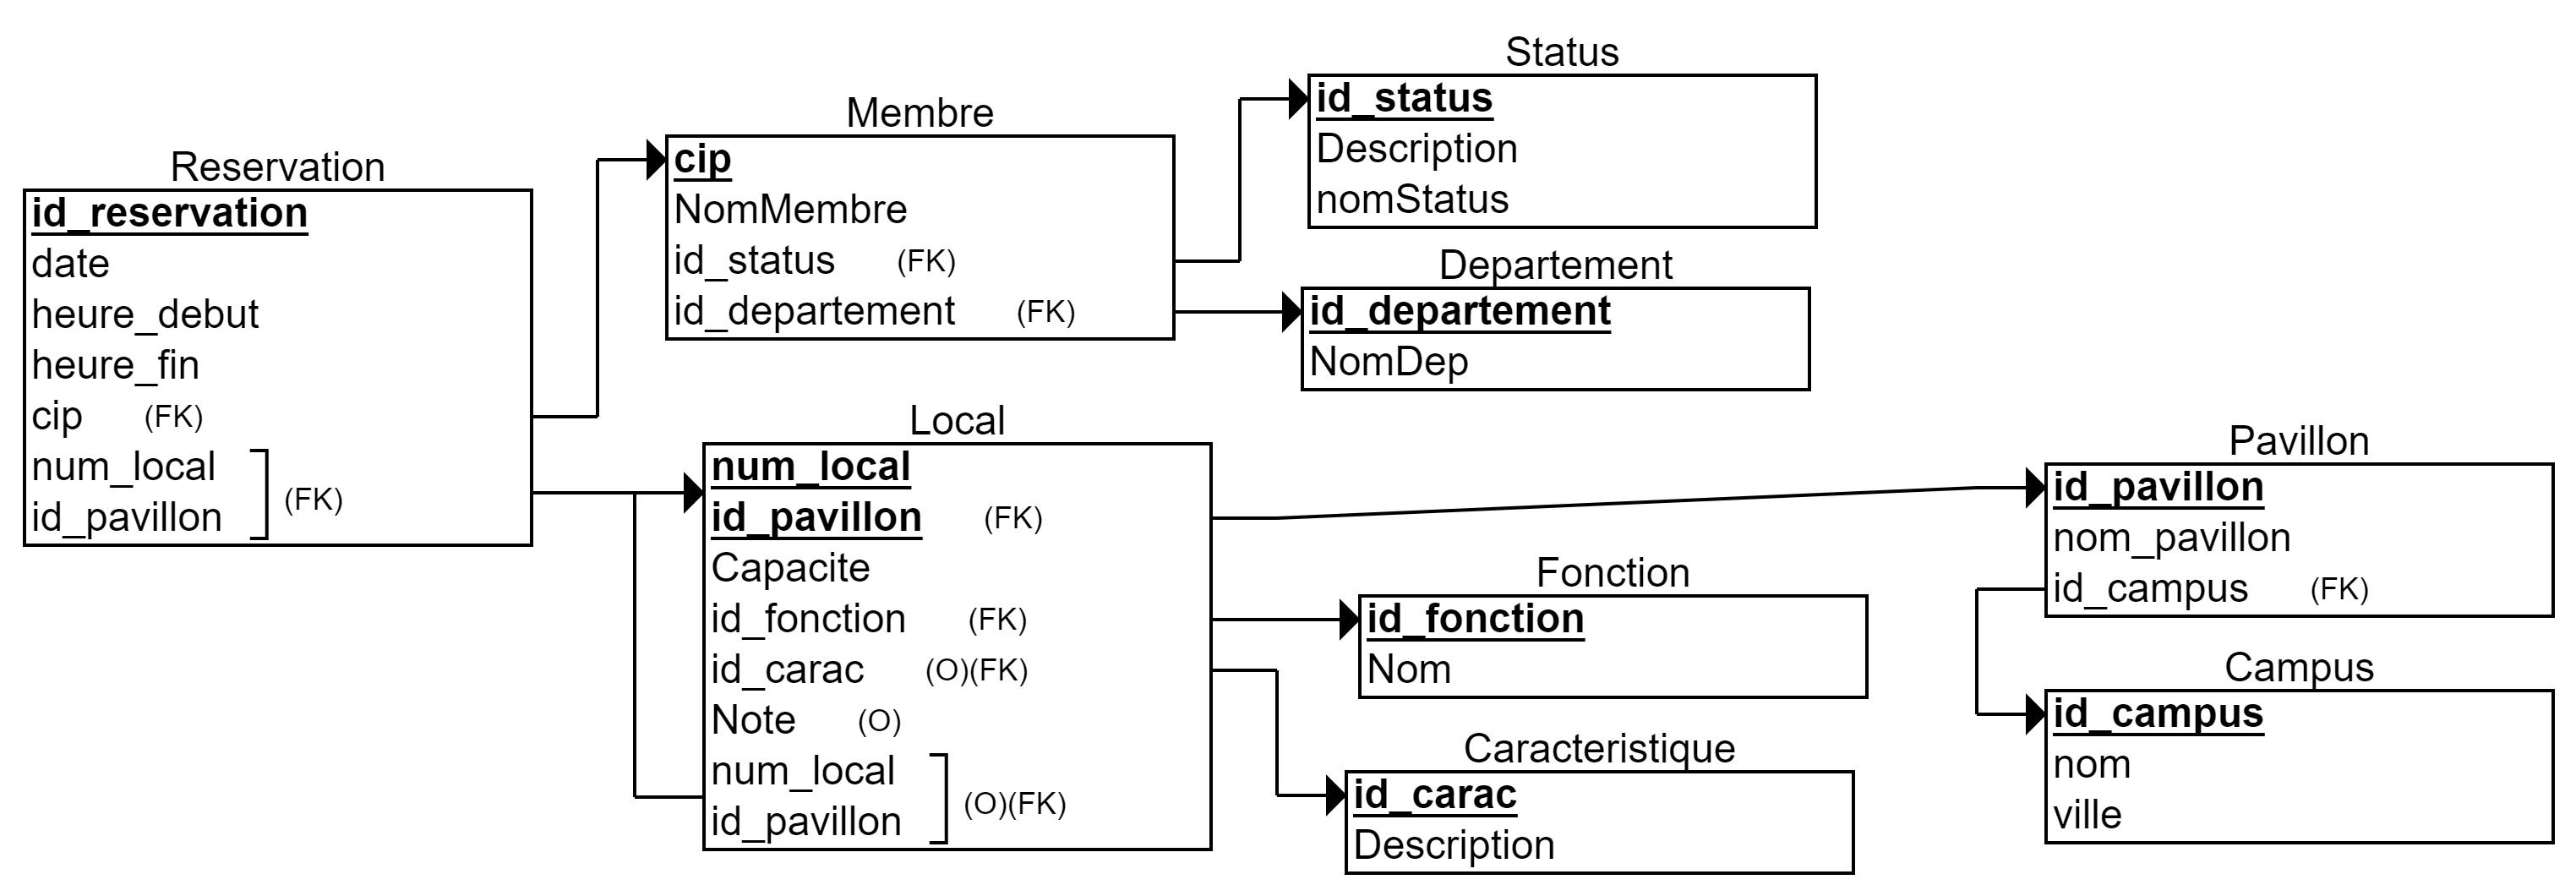 Reservation
id_reservation
date
heure_debut
heure_fin
cip (FK)
num_local
id_pavillon
(FK)
Membre
cip
NomMembre
id_status (FK)
id_departement (FK)
Status
id_status
Description
nomStatus
Departement
id_departement
NomDep
Local
num_local
id_pavillon (FK)
Capacite
id_fonction (FK)
id_carac (O)(FK)
Note (O)
num_local
id_pavillon
(O)(FK)
Fonction
id_fonction
Nom
Caracteristique
id_carac
Description
Pavillon
id_pavillon
nom_pavillon
id_campus (FK)
Campus
id_campus
nom
ville